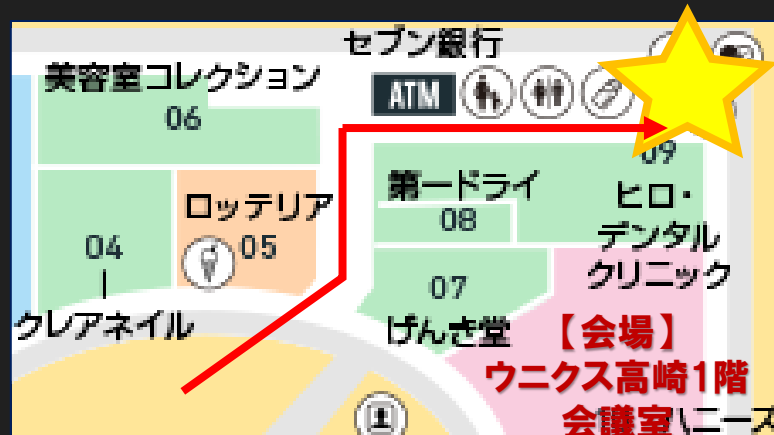 セブン銀行
美容室コレクション
ATM
06
09
第一ドライ
ヒロ・
ロッテリア
08
デンタル
04
05
クリニック
07
クレアネイル
げんき堂
【会場】
ウニクス高崎1階
会議室
ニーズ